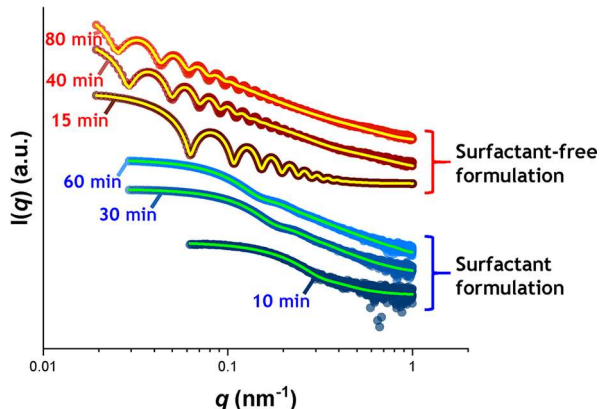 80 min
40 min
15 min
60 min
30 min
10 min
Surfactant-free
formulation
Surfactant
formulation
I(q) (a.u.)
0.01
0.1
1
q (nm⁻¹)